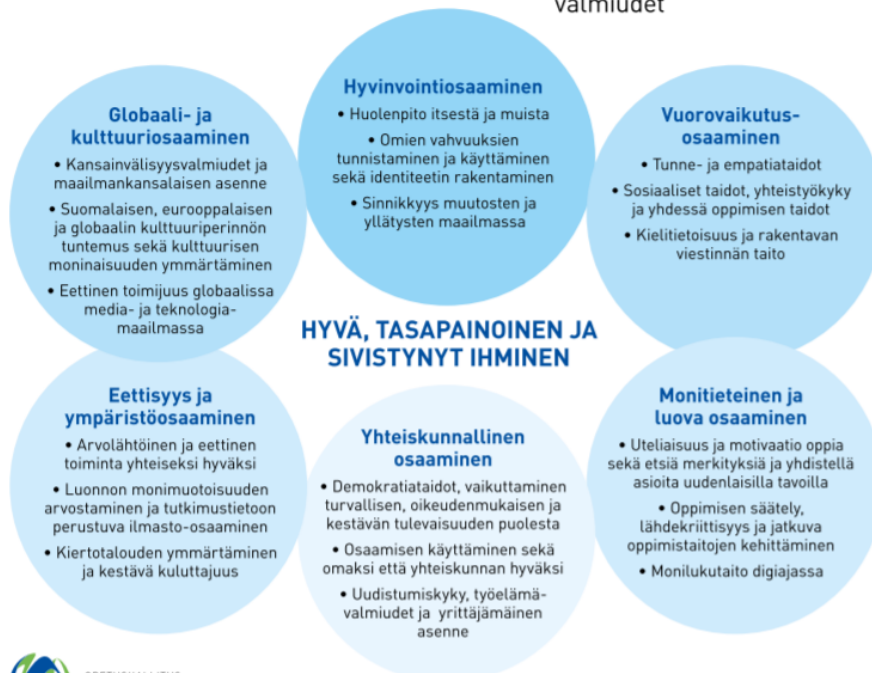 valmiudet
Hyvinvointiosaaminen
• Huolenpito itsestä ja muista
• Omien vahvuuksien
tunnistaminen ja käyttäminen
sekä identiteetin rakentaminen
• Sinnikkyys muutosten ja
yllätysten maailmassa
Globaali- ja
kulttuuriosaaminen
• Kansainvälisyysvalmiudet ja
maailmankansalaisen asenne
• Suomalaisen, eurooppalaisen
ja globaalin kulttuuriperinnön
tuntemus sekä kulttuurisen
moninaisuuden ymmärtäminen
• Eettinen toimijuus globaalissa
media- ja teknologia-
maailmassa
Vuorovaikutus-
osaaminen
• Tunne- ja empatiataidot
• Sosiaaliset taidot, yhteistyökyky
ja yhdessä oppimisen taidot
• Kielitietoisuus ja rakentavan
viestinnän taito
HYVÄ, TASAPAINOINEN JA
SIVISTYNYT IHMINEN
Eettisyys ja
ympäristöosaaminen
• Arvolähtöinen ja eettinen
toiminta yhteiseksi hyväksi
• Luonnon monimuotoisuuden
arvostaminen ja tutkimustietoon
perustuva ilmasto-osaaminen
• Kiertotalouden ymmärtäminen
ja kestävä kuluttajuus
Yhteiskunnallinen
osaaminen
• Demokratiataidot, vaikuttaminen
turvallisen, oikeudenmukaisen ja
kestävän tulevaisuuden puolesta
• Osaamisen käyttäminen sekä
omaksi että yhteiskunnan hyväksi
• Uudistumiskyky, työelämä-
valmiudet ja yrittäjämäinen
asenne
Monitieteinen ja
luova osaaminen
• Uteliaisuus ja motivaatio oppia
sekä etsiä merkityksiä ja yhdistellä
asioita uudenlaisilla tavoilla
• Oppimisen säätely,
lähdekriittisyys ja jatkuva
oppimistaitojen kehittäminen
• Monilukutaito digiajassa